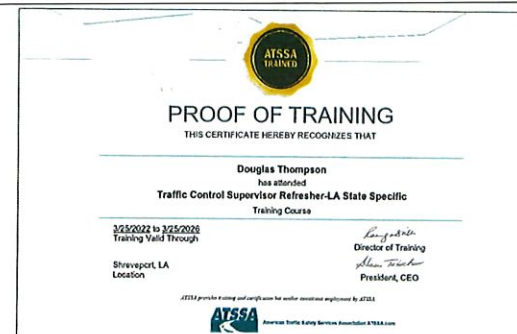 ATSSA
TRAINED
PROOF OF TRAINING
THIS CERTIFICATE HEREBY RECOGNIZES THAT
Douglas Thompson
has attended
Traffic Control Supervisor Refresher-LA State Specific
Training Course
3/25/2022 to 3/25/2026
Training Valid Through
Director of Training
Shreveport, LA
Location
President, CEO
ATSSA provides training and certification but neither constitutes employment by ATSSA
ATSSA
American Traffic Safety Services Association ATSSA.com